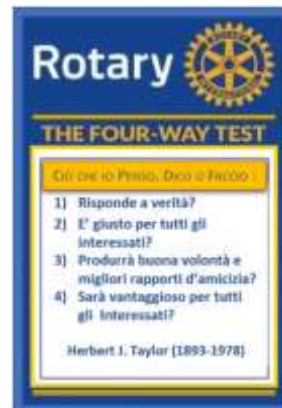 Rotary
THE FOUR-WAY TEST
CIÒ CHE IO PENSO, DICO O FACCIO :
1) Risponde a verità?
2) E' giusto per tutti gli
interessati?
3) Produrrà buona volontà e
migliori rapporti d'amicizia?
4) Sarà vantaggioso per tutti
gli Interessati?
Herbert J. Taylor (1893-1978)